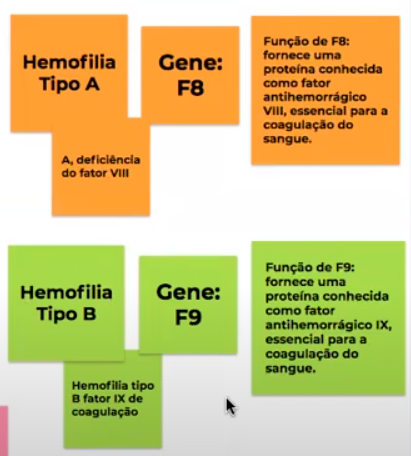 Hemofilia
Tipo A
Gene:
F8
Função de F8:
fornece uma
proteína conhecida
como fator
antihemorrágico
VIII, essencial para a
coagulação do
sangue.
A, deficiência
do fator VIII
Hemofilia
Tipo B
Gene:
F9
Função de F9:
fornece uma
proteína conhecida
como fator
antihemorrágico IX,
essencial para a
coagulação do
sangue.
Hemofilia tipo
B fator IX de
coagulação